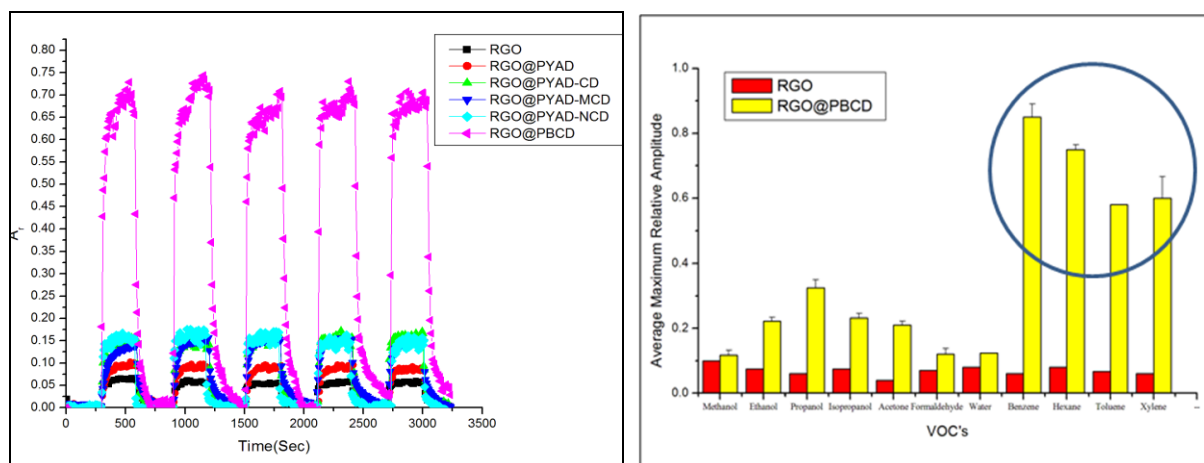 0.80
0.75
0.70
0.65
0.60
0.55
0.50
0.45
0.40
0.35
0.30
0.25
0.20
0.15
0.10
0.05
0.00
A
0 500 1000 1500 2000 2500 3000 3500
Time(Sec)
RGO
RGO@PYAD
RGO@PYAD-CD
RGO@PYAD-MCD
RGO@PYAD-NCD
RGO@PBCD
Average Maximum Relative Amplitude
1.0
0.8
0.6
0.4
0.2
0.0
RGO
RGO@PBCD
Methanol Ethanol Propanol Isopropanol Acetone Formaldehyde Water Benzene Hexane Toluene Xylene --
VOC's